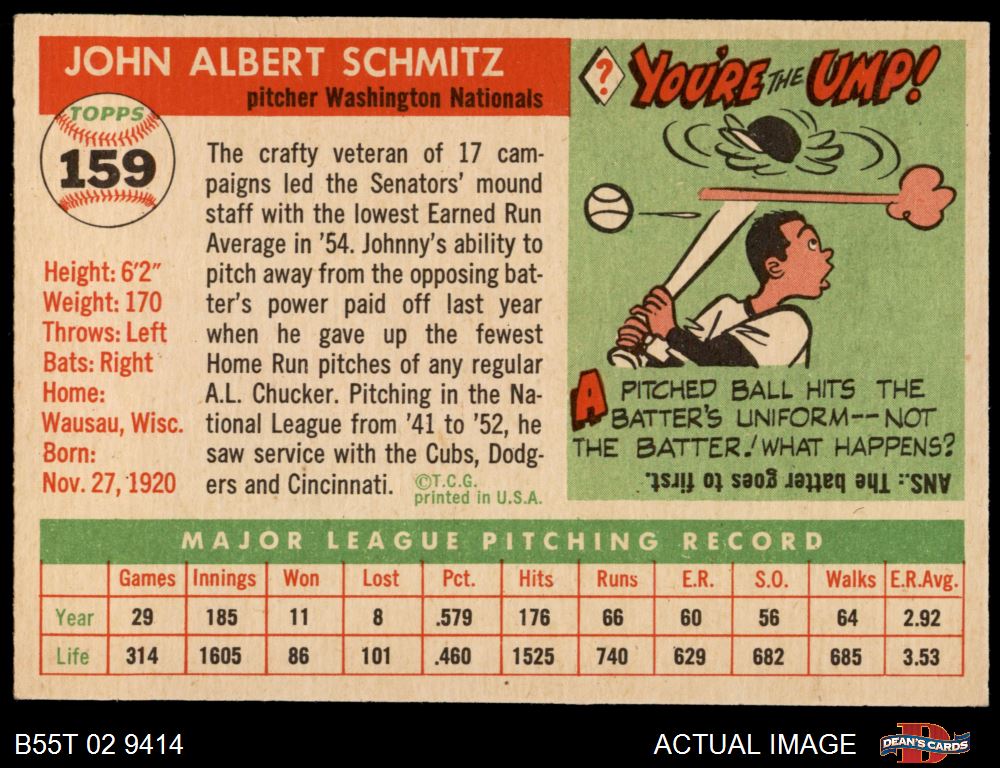 JOHN ALBERT SCHMITZ
pitcher Washington Nationals
TOPPS
159
Height: 6'2"
Weight: 170
Throws: Left
Bats: Right
Home:
Wausau, Wisc.
Born:
Nov. 27, 1920
The crafty veteran of 17 cam-
paigns led the Senators' mound
staff with the lowest Earned Run
Average in '54. Johnny's ability to
pitch away from the opposing bat-
ter's power paid off last year
when he gave up the fewest
Home Run pitches of any regular
A.L. Chucker. Pitching in the Na-
tional League from '41 to '52, he
saw service with the Cubs, Dodg-
ers and Cincinnati.
©T.C.G.
printed in U.S.A.
? YOU'RE THE UMP!
A PITCHED BALL HITS THE
BATTER'S UNIFORM--NOT
THE BATTER! WHAT HAPPENS?
ANS.: The batter goes to first.
MAJOR LEAGUE PITCHING RECORD
Games Innings Won Lost Pct. Hits Runs E.R. S.O. Walks E.R.Avg.
Year 29 185 11 8 .579 176 66 60 56 64 2.92
Life 314 1605 86 101 .460 1525 740 629 682 685 3.53
B55T 02 9414
ACTUAL IMAGE
D
DEAN'S CARDS